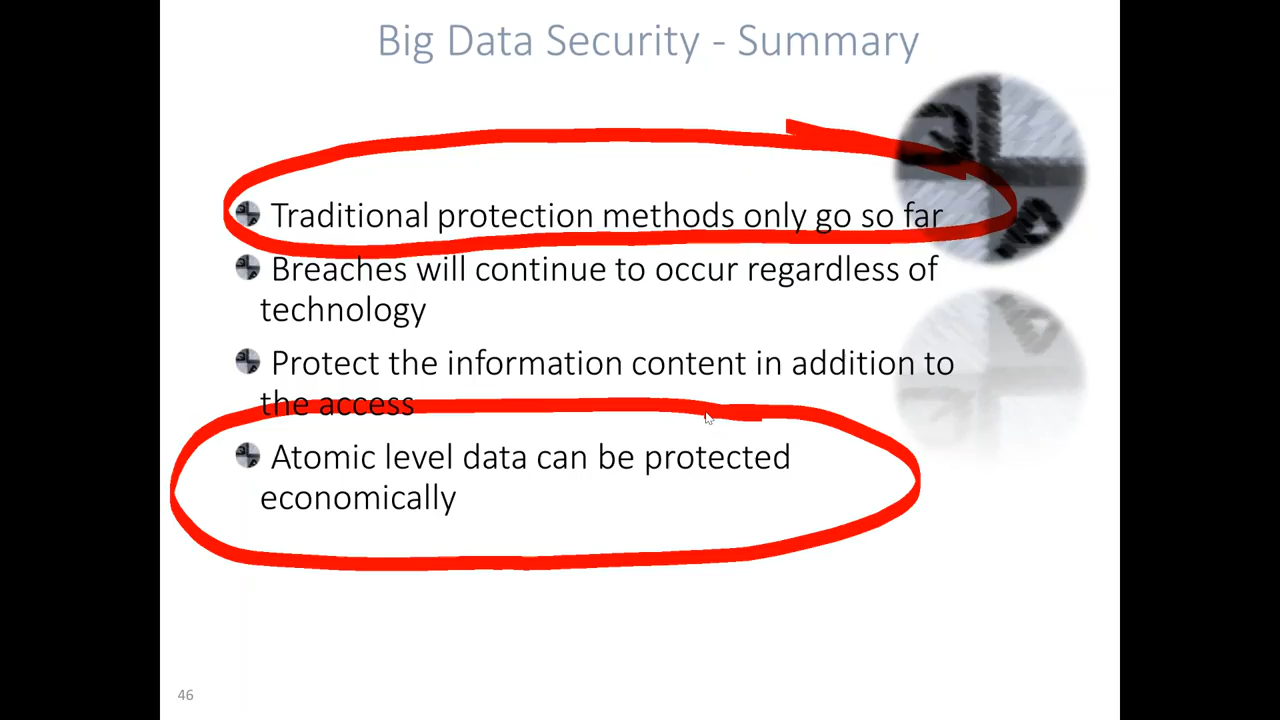 Big Data Security - Summary
Traditional protection methods only go so far
Breaches will continue to occur regardless of
technology
Protect the information content in addition to
the access
Atomic level data can be protected
economically
46